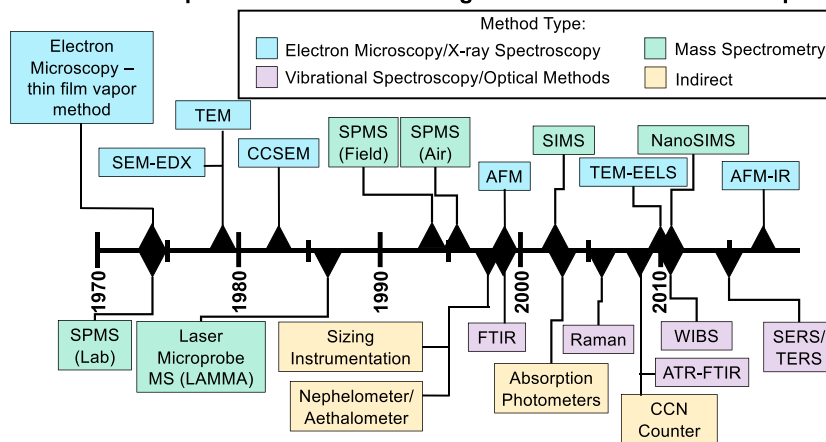 Method Type:
Electron Microscopy/X-ray Spectroscopy
Mass Spectrometry
Vibrational Spectroscopy/Optical Methods
Indirect
Electron
Microscopy –
thin film vapor
method
TEM
SEM-EDX
CCSEM
SPMS
(Field)
SPMS
(Air)
AFM
SIMS
NanoSIMS
TEM-EELS
AFM-IR
1970
1980
1990
2000
2010
SPMS
(Lab)
Laser
Microprobe
MS (LAMMA)
Sizing
Instrumentation
Nephelometer/
Aethalometer
FTIR
Absorption
Photometers
Raman
WIBS
ATR-FTIR
CCN
Counter
SERS/
TERS